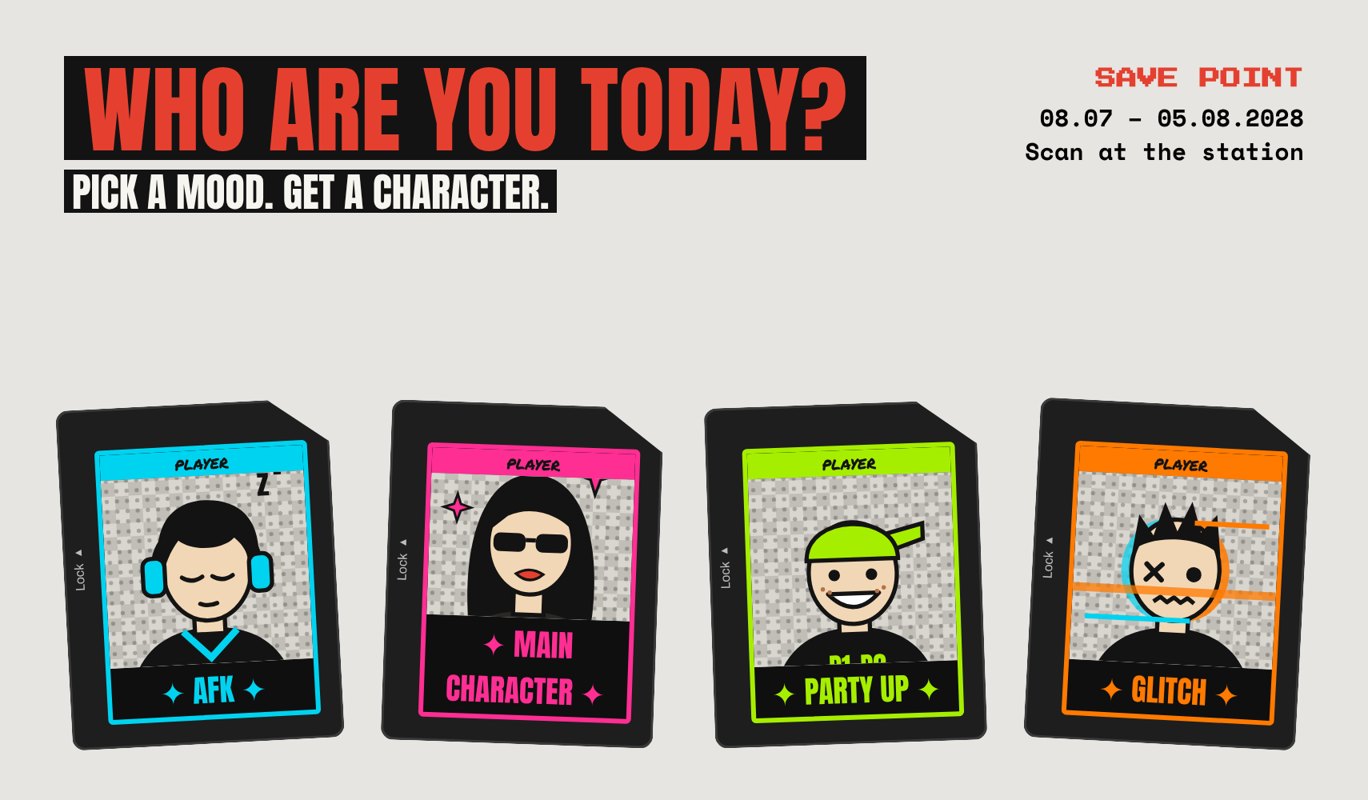 WHO ARE YOU TODAY?
PICK A MOOD. GET A CHARACTER.
SAVE POINT
08.07 – 05.08.2028
Scan at the station
Lock ▲
PLAYER
Z
✦ AFK ✦
Lock ▲
PLAYER
✦ MAIN
CHARACTER ✦
Lock ▲
PLAYER
✦ PARTY UP ✦
Lock ▲
PLAYER
✦ GLITCH ✦